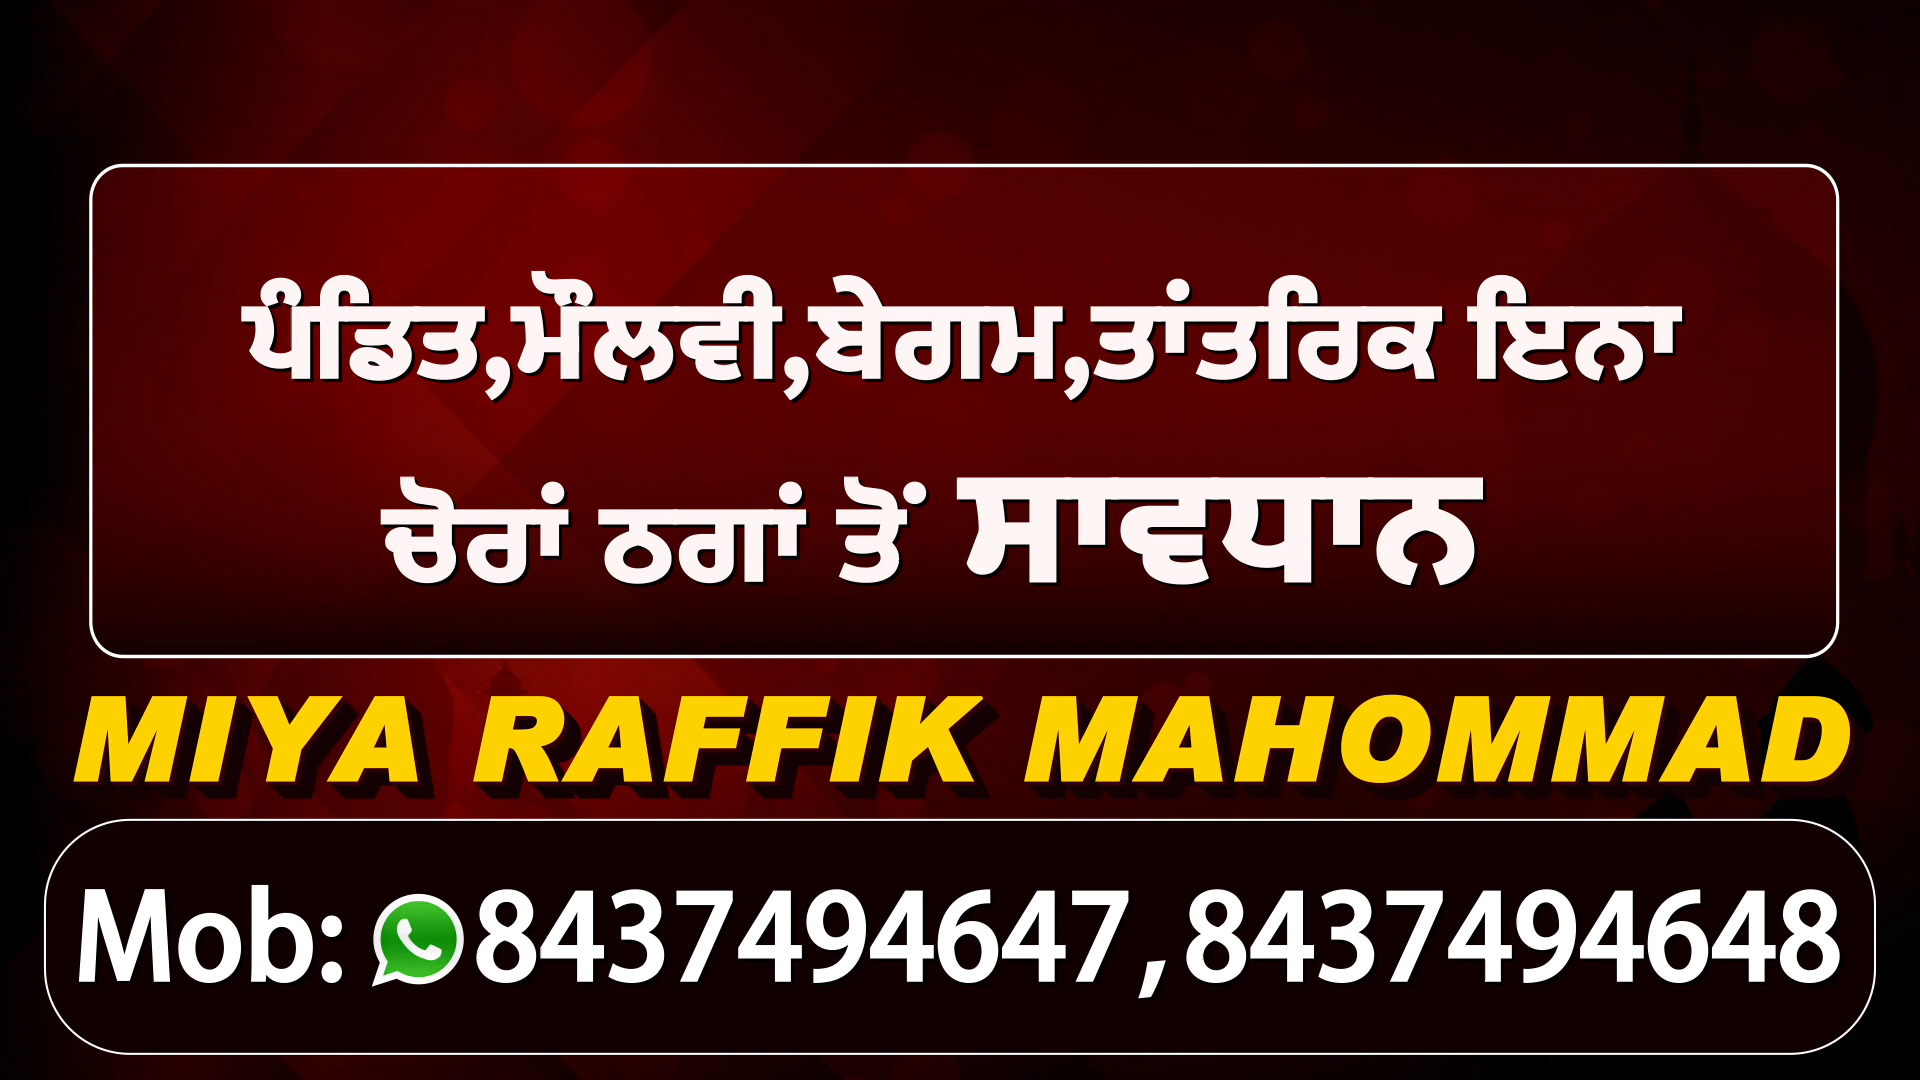 ਪੰਡਿਤ,ਮੌਲਵੀ,ਬੇਗਮ,ਤਾਂਤਰਿਕ ਇਨਾ
ਚੋਰਾਂ ਠਗਾਂ ਤੋਂ ਸਾਵਧਾਨ
MIYA RAFFIK MAHOMMAD
Mob: 8437494647, 8437494648